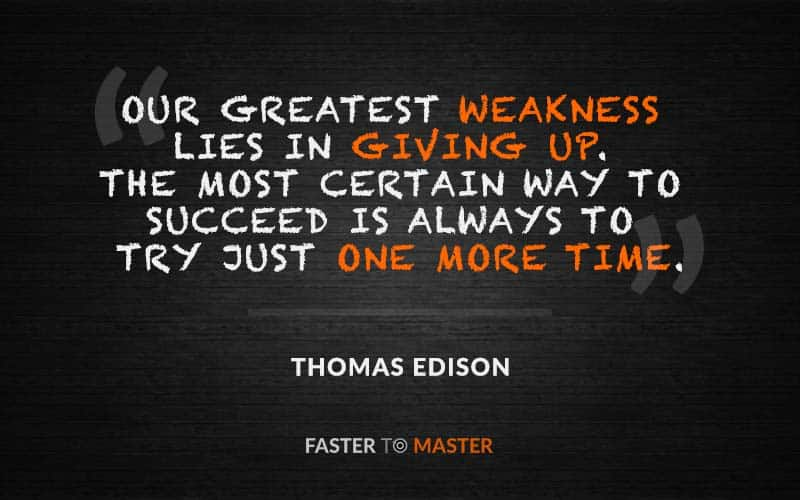 “OUR GREATEST WEAKNESS
LIES IN GIVING UP.
THE MOST CERTAIN WAY TO
SUCCEED IS ALWAYS TO
TRY JUST ONE MORE TIME.”
THOMAS EDISON
FASTER TO MASTER